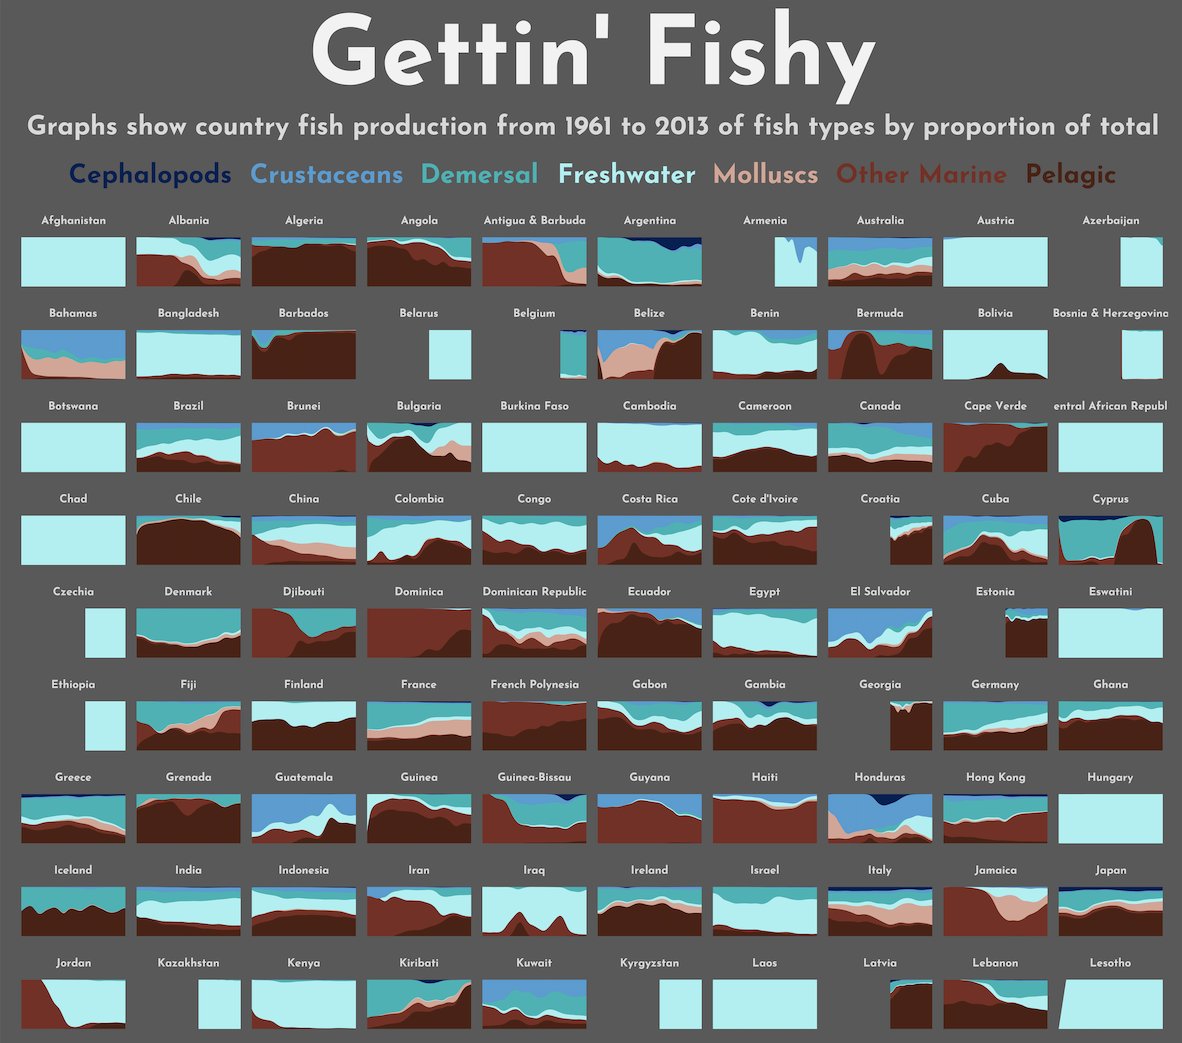 Gettin' Fishy
Graphs show country fish production from 1961 to 2013 of fish types by proportion of total
Cephalopods Crustaceans Demersal Freshwater Molluscs Other Marine Pelagic
Afghanistan Albania Algeria Angola Antigua & Barbuda Argentina Armenia Australia Austria Azerbaijan
Bahamas Bangladesh Barbados Belarus Belgium Belize Benin Bermuda Bolivia Bosnia & Herzegovina
Botswana Brazil Brunei Bulgaria Burkina Faso Cambodia Cameroon Canada Cape Verde entral African Republ
Chad Chile China Colombia Congo Costa Rica Cote d'Ivoire Croatia Cuba Cyprus
Czechia Denmark Djibouti Dominica Dominican Republic Ecuador Egypt El Salvador Estonia Eswatini
Ethiopia Fiji Finland France French Polynesia Gabon Gambia Georgia Germany Ghana
Greece Grenada Guatemala Guinea Guinea-Bissau Guyana Haiti Honduras Hong Kong Hungary
Iceland India Indonesia Iran Iraq Ireland Israel Italy Jamaica Japan
Jordan Kazakhstan Kenya Kiribati Kuwait Kyrgyzstan Laos Latvia Lebanon Lesotho